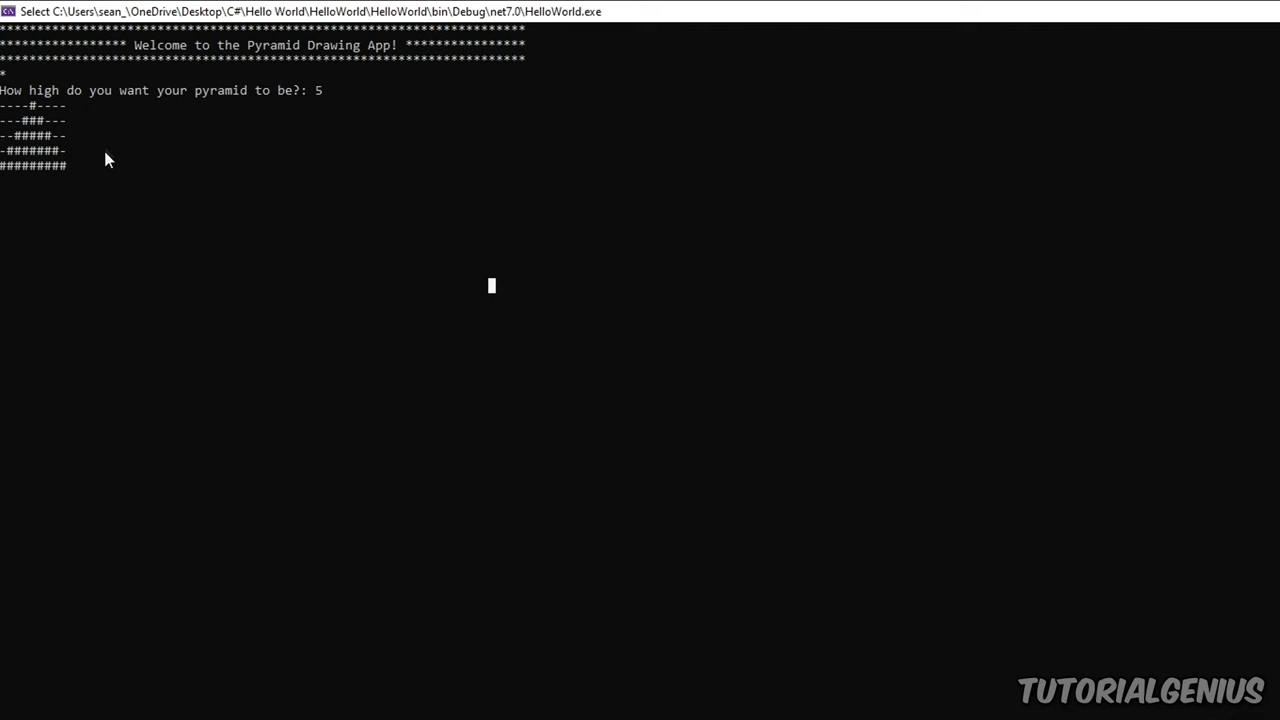 Select C:\Users\sean_\OneDrive\Desktop\C#\Hello World\HelloWorld\HelloWorld\bin\Debug\net7.0\HelloWorld.exe
**********************************************************************
***************** Welcome to the Pyramid Drawing App! ****************
**********************************************************************
*
How high do you want your pyramid to be?: 5
----#----
---###---
--#####--
-#######-
#########
TUTORIALGENIUS